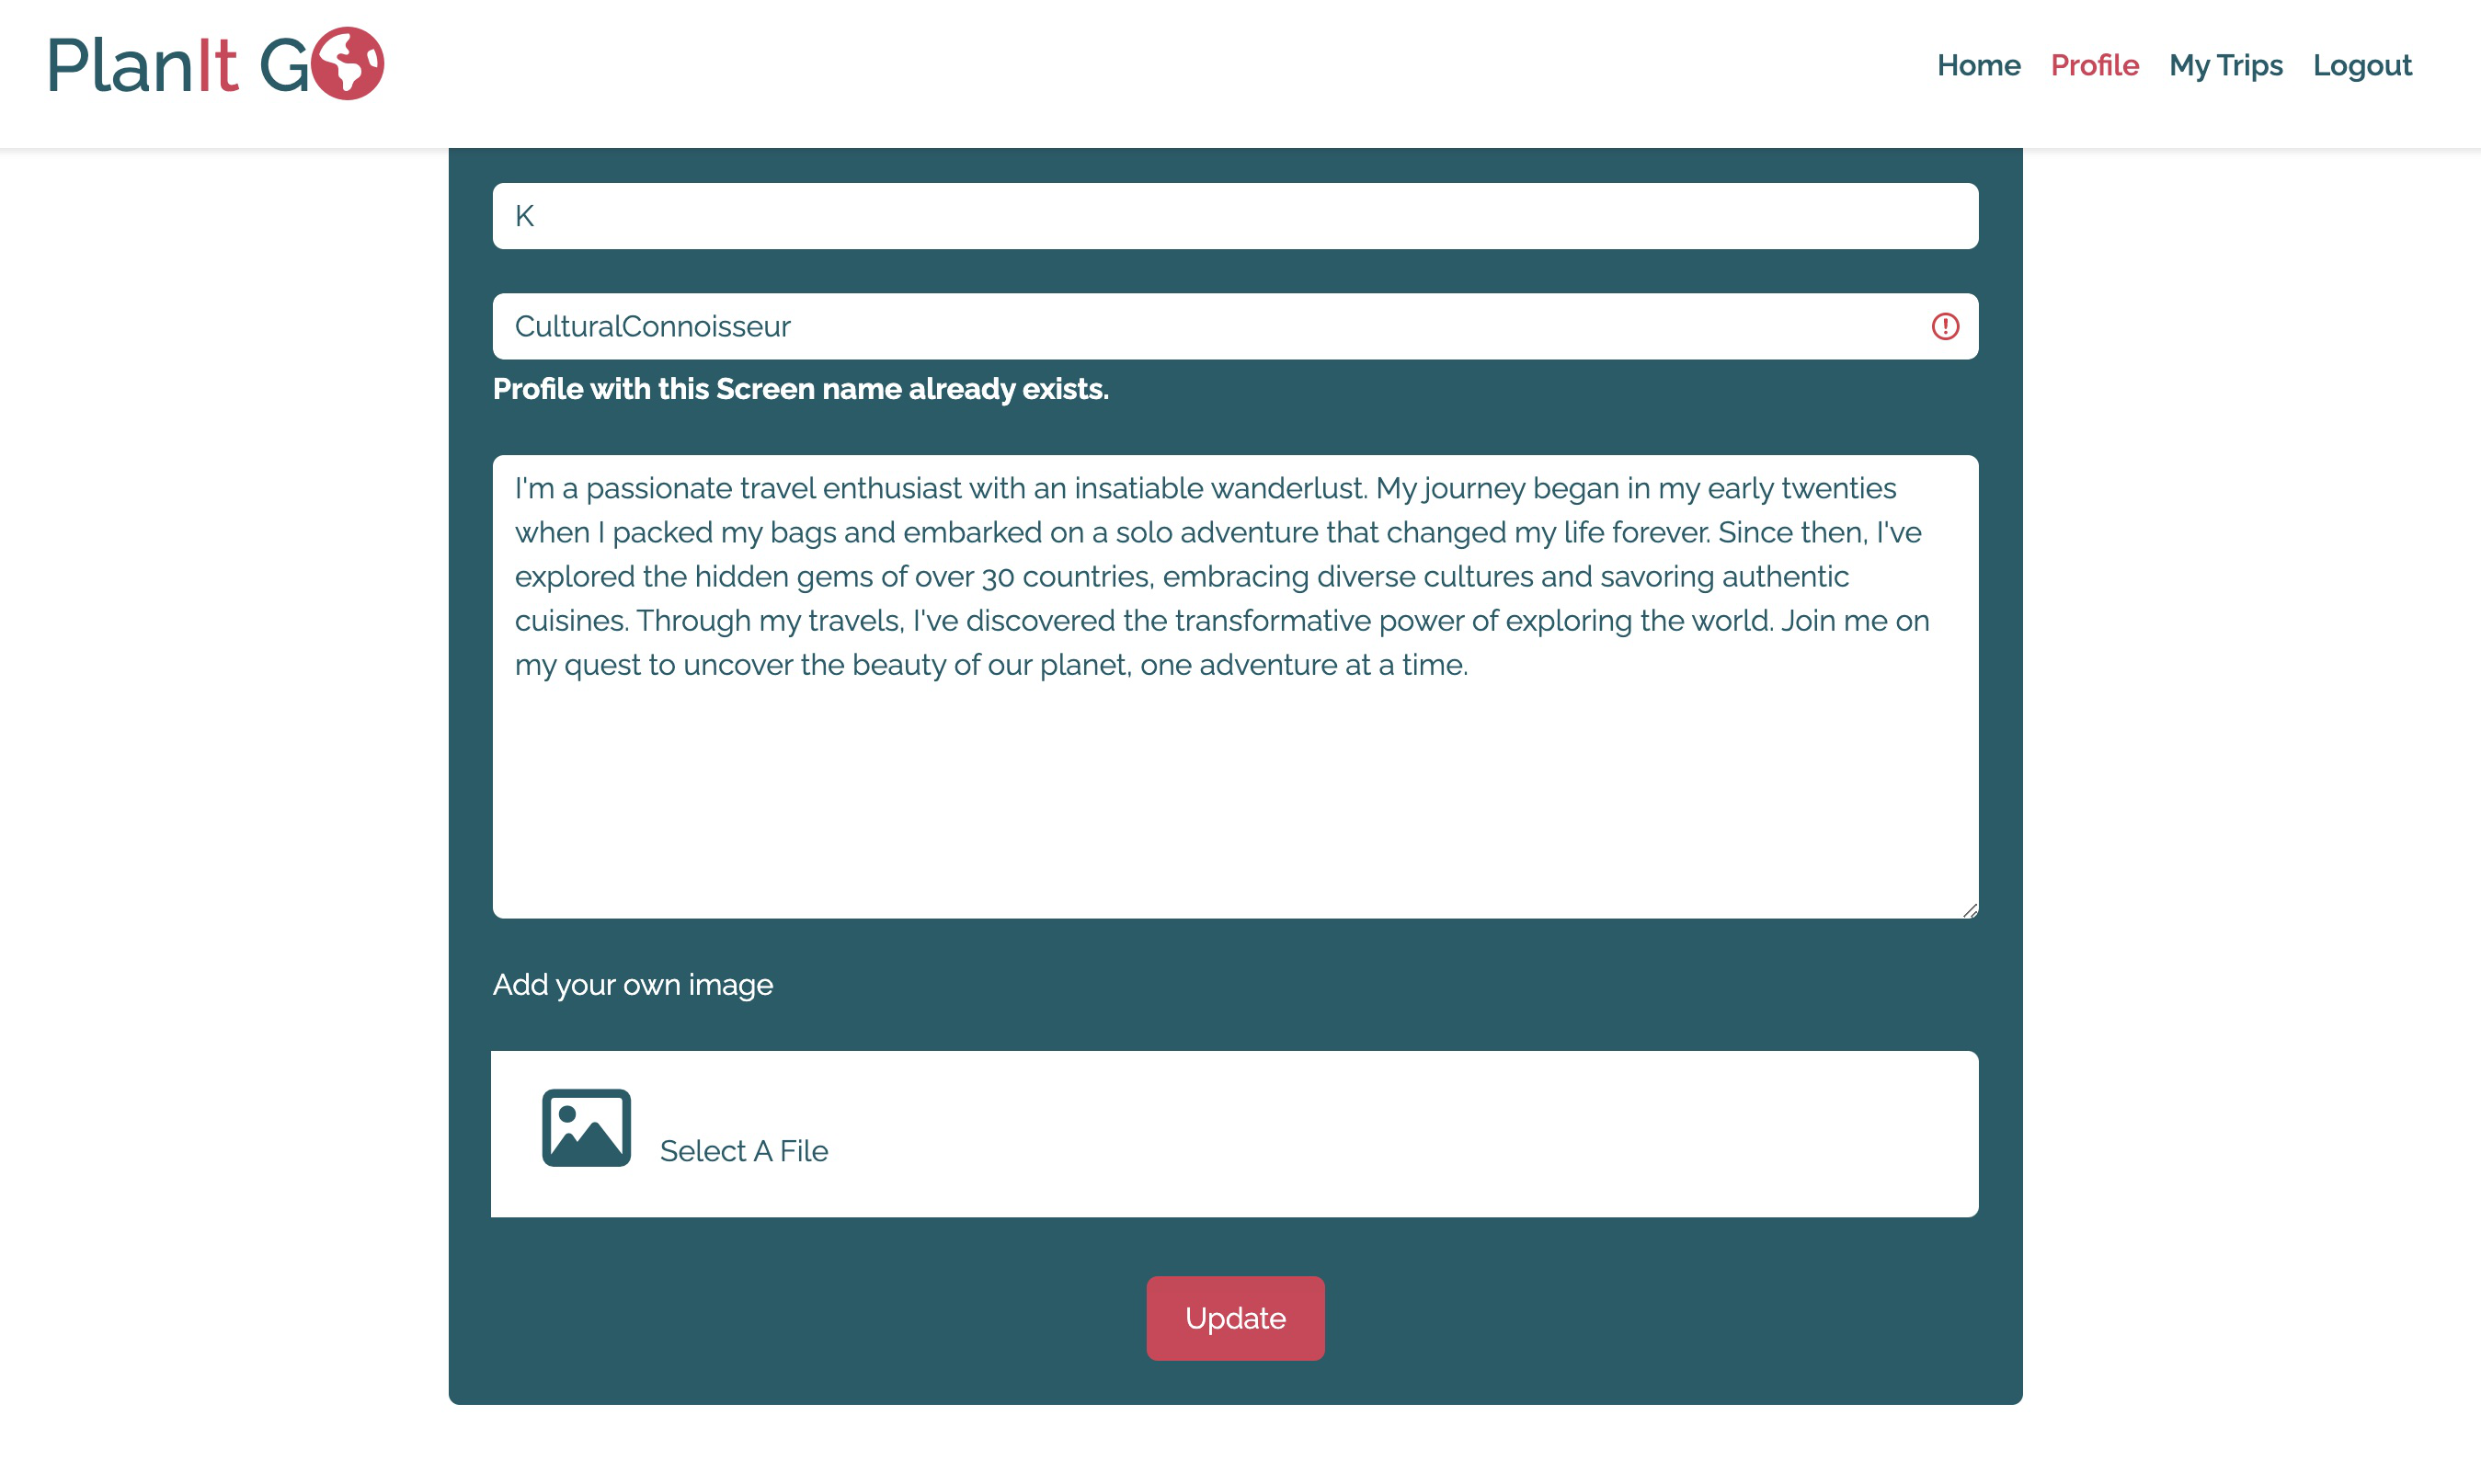 PlanIt GO
Home Profile My Trips Logout
K
CulturalConnoisseur
Profile with this Screen name already exists.
I'm a passionate travel enthusiast with an insatiable wanderlust. My journey began in my early twenties
when I packed my bags and embarked on a solo adventure that changed my life forever. Since then, I've
explored the hidden gems of over 30 countries, embracing diverse cultures and savoring authentic
cuisines. Through my travels, I've discovered the transformative power of exploring the world. Join me on
my quest to uncover the beauty of our planet, one adventure at a time.
Add your own image
Select A File
Update